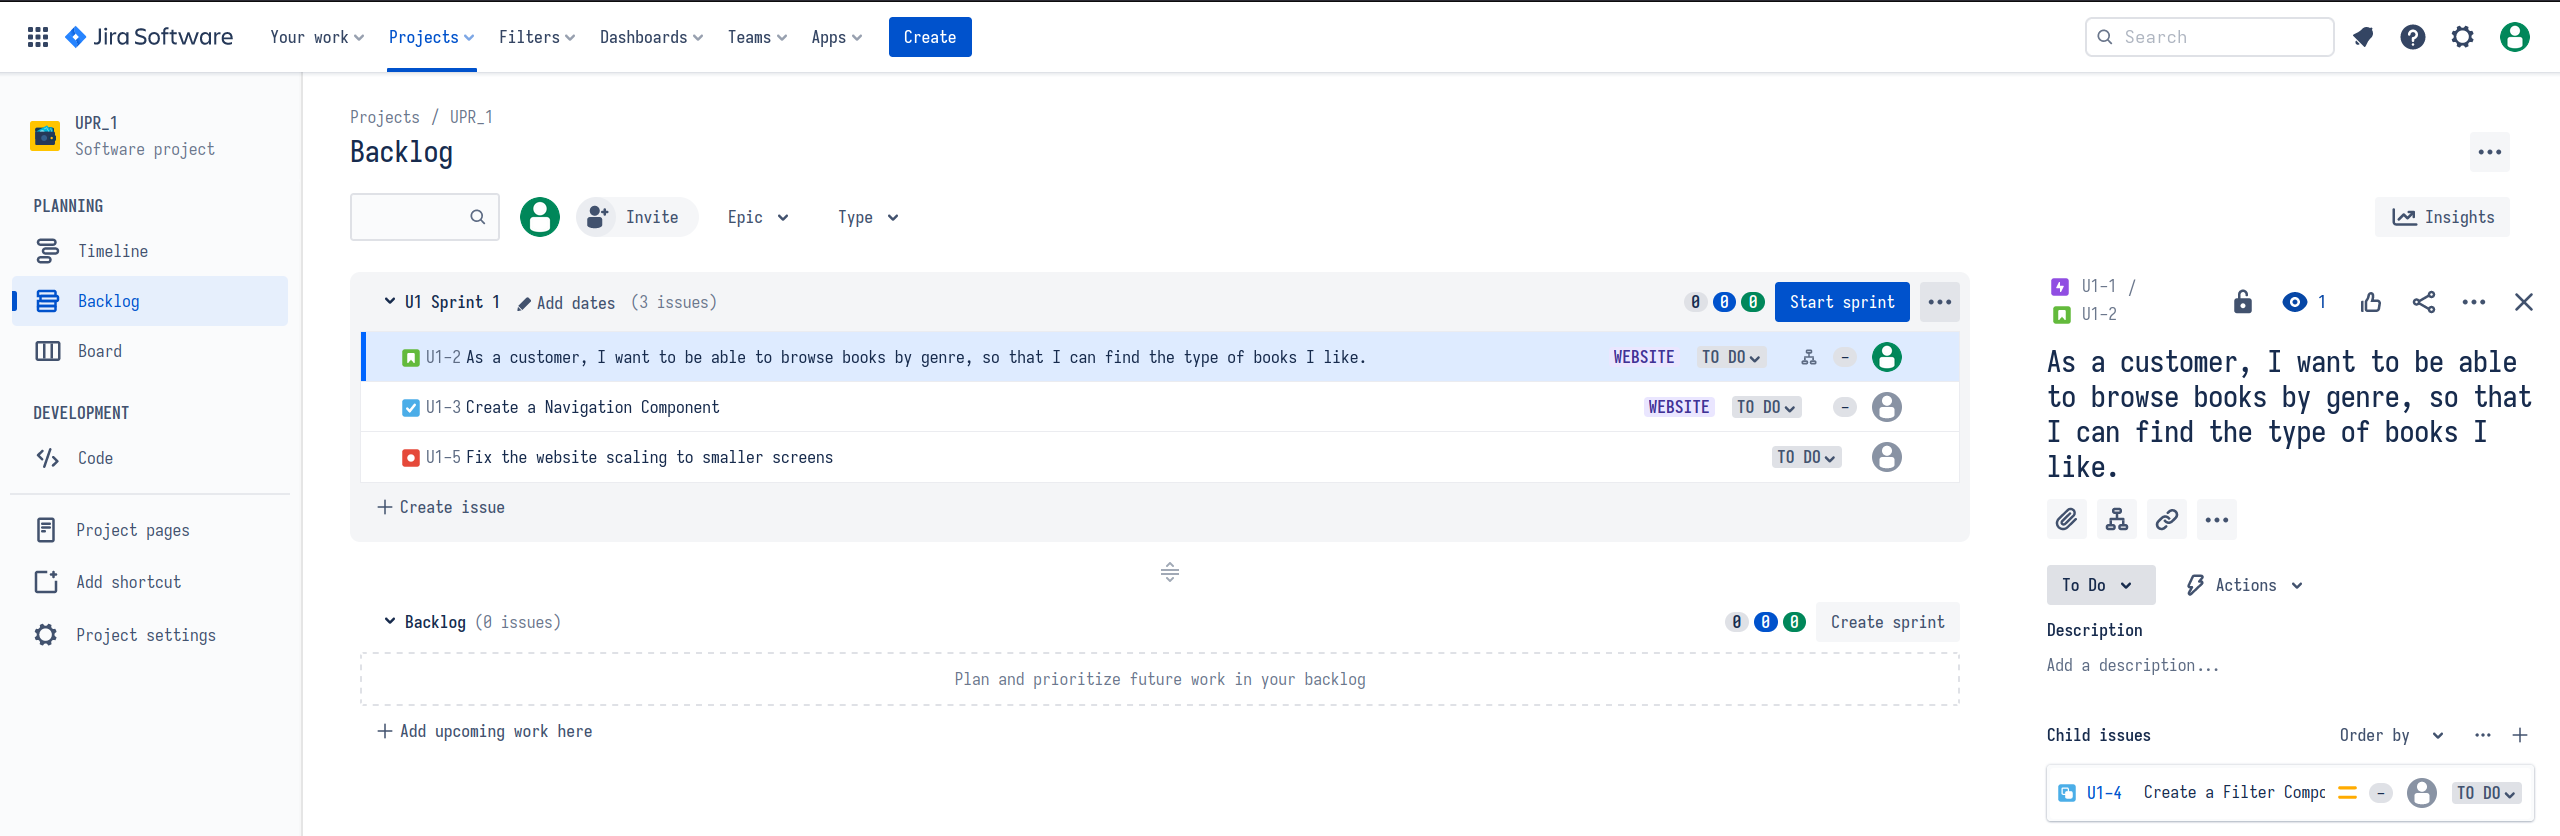 Jira Software Your work Projects Filters Dashboards Teams Apps Create Search
UPR_1
Software project
PLANNING
Timeline
Backlog
Board
DEVELOPMENT
Code
Project pages
Add shortcut
Project settings
Projects / UPR_1
Backlog
Invite Epic Type Insights
U1 Sprint 1 Add dates (3 issues) 0 0 0 Start sprint
U1-2 As a customer, I want to be able to browse books by genre, so that I can find the type of books I like. WEBSITE TO DO -
U1-3 Create a Navigation Component WEBSITE TO DO -
U1-5 Fix the website scaling to smaller screens TO DO
Create issue
Backlog (0 issues) 0 0 0 Create sprint
Plan and prioritize future work in your backlog
Add upcoming work here
U1-1 /
U1-2
1
As a customer, I want to be able
to browse books by genre, so that
I can find the type of books I
like.
To Do Actions
Description
Add a description...
Child issues Order by
U1-4 Create a Filter Compo - TO DO